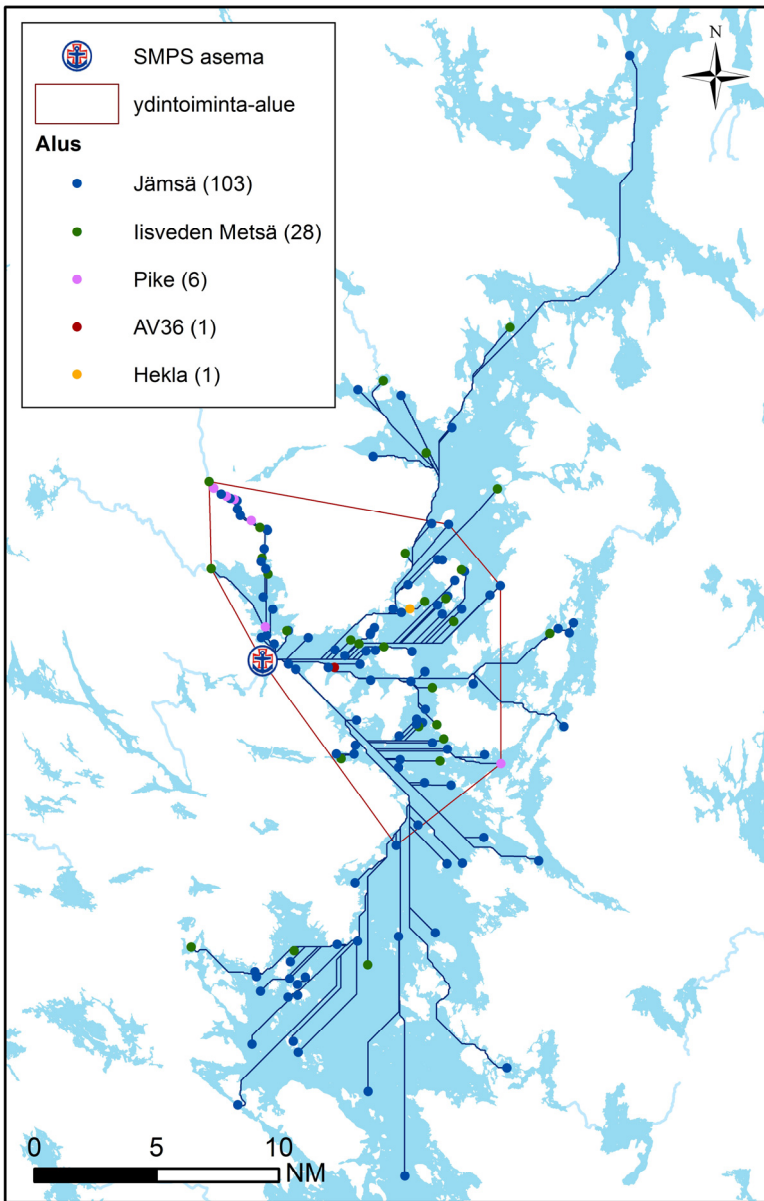 SMPS asema
ydintoiminta-alue
Alus
Jämsä (103)
Iisveden Metsä (28)
Pike (6)
AV36 (1)
Hekla (1)
N
0 5 10
NM